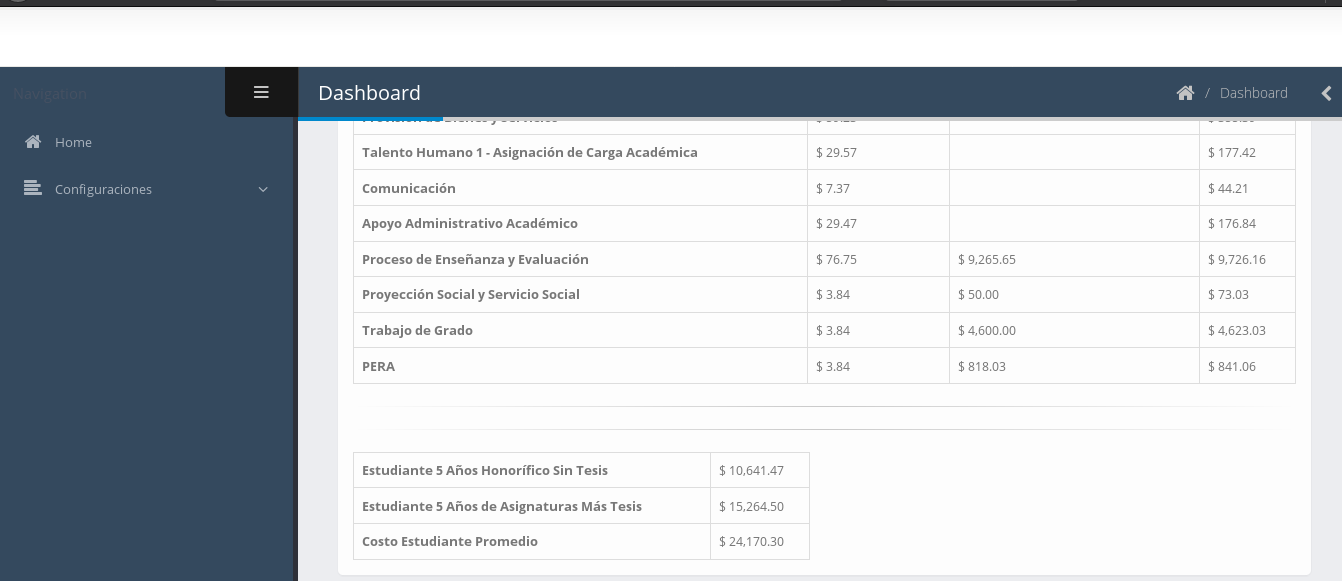 Navigation
Dashboard
/ Dashboard
Home
Configuraciones
Talento Humano 1 - Asignación de Carga Académica $ 29.57 $ 177.42
Comunicación $ 7.37 $ 44.21
Apoyo Administrativo Académico $ 29.47 $ 176.84
Proceso de Enseñanza y Evaluación $ 76.75 $ 9,265.65 $ 9,726.16
Proyección Social y Servicio Social $ 3.84 $ 50.00 $ 73.03
Trabajo de Grado $ 3.84 $ 4,600.00 $ 4,623.03
PERA $ 3.84 $ 818.03 $ 841.06
Estudiante 5 Años Honorífico Sin Tesis $ 10,641.47
Estudiante 5 Años de Asignaturas Más Tesis $ 15,264.50
Costo Estudiante Promedio $ 24,170.30